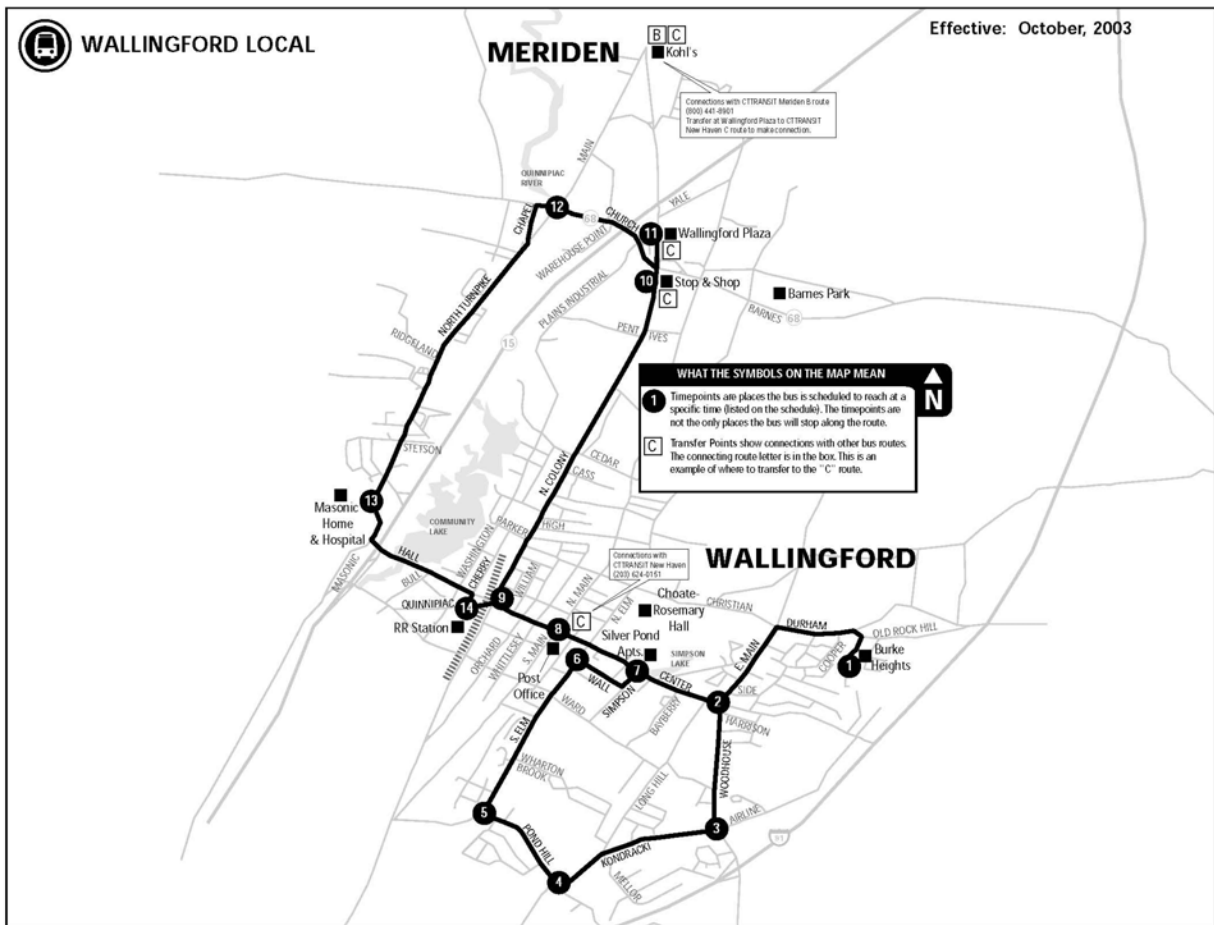 WALLINGFORD LOCAL
Effective: October, 2003
MERIDEN
B C
Kohl's
Connections with CTTRANSIT Meriden B route
(800) 441-8901
Transfer at Wallingford Plaza to CTTRANSIT
New Haven C route to make connection.
MAIN
QUINNIPIAC
RIVER
CHAPEL
12
68
CHURCH
YALE
11
Wallingford Plaza
C
WAREHOUSE POINT
10
Stop & Shop
C
PLAINS INDUSTRIAL
Barnes Park
BARNES
68
NORTH TURNPIKE
RIDGELAND
15
PENT
IVES
WHAT THE SYMBOLS ON THE MAP MEAN
N
1
Timepoints are places the bus is scheduled to reach at a
specific time (listed on the schedule). The timepoints are
not the only places the bus will stop along the route.
C
Transfer Points show connections with other bus routes.
The connecting route letter is in the box. This is an
example of where to transfer to the "C" route.
STETSON
N. COLONY
CEDAR
CASS
13
Masonic
Home
& Hospital
COMMUNITY
LAKE
PARKER
HIGH
WALLINGFORD
MASONIC
HALL
BULL
WASHINGTON
CHERRY
WILLIAM
Connections with
CTTRANSIT New Haven
(203) 624-0151
N. MAIN
N. ELM
Choate-
Rosemary
Hall
CHRISTIAN
QUINNIPIAC
14
9
RR Station
8
C
Silver Pond
Apts.
SIMPSON
LAKE
DURHAM
OLD ROCK HILL
E. MAIN
COOPER
1
Burke
Heights
ORCHARD
WHITTLESEY
S. MAIN
Post
Office
6
7
WALL
SIMPSON
CENTER
2
SIDE
HARRISON
BAYBERRY
WARD
S. ELM
WHARTON
BROOK
LONG HILL
WOODHOUSE
5
POND HILL
4
KONDRACKI
MELLOR
3
AIRLINE
91